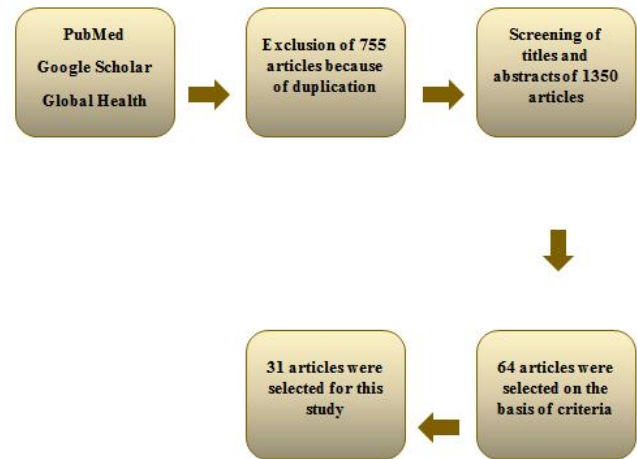 PubMed
Google Scholar
Global Health
Exclusion of 755
articles because
of duplication
Screening of
titles and
abstracts of 1350
articles
64 articles were
selected on the
basis of criteria
31 articles were
selected for this
study